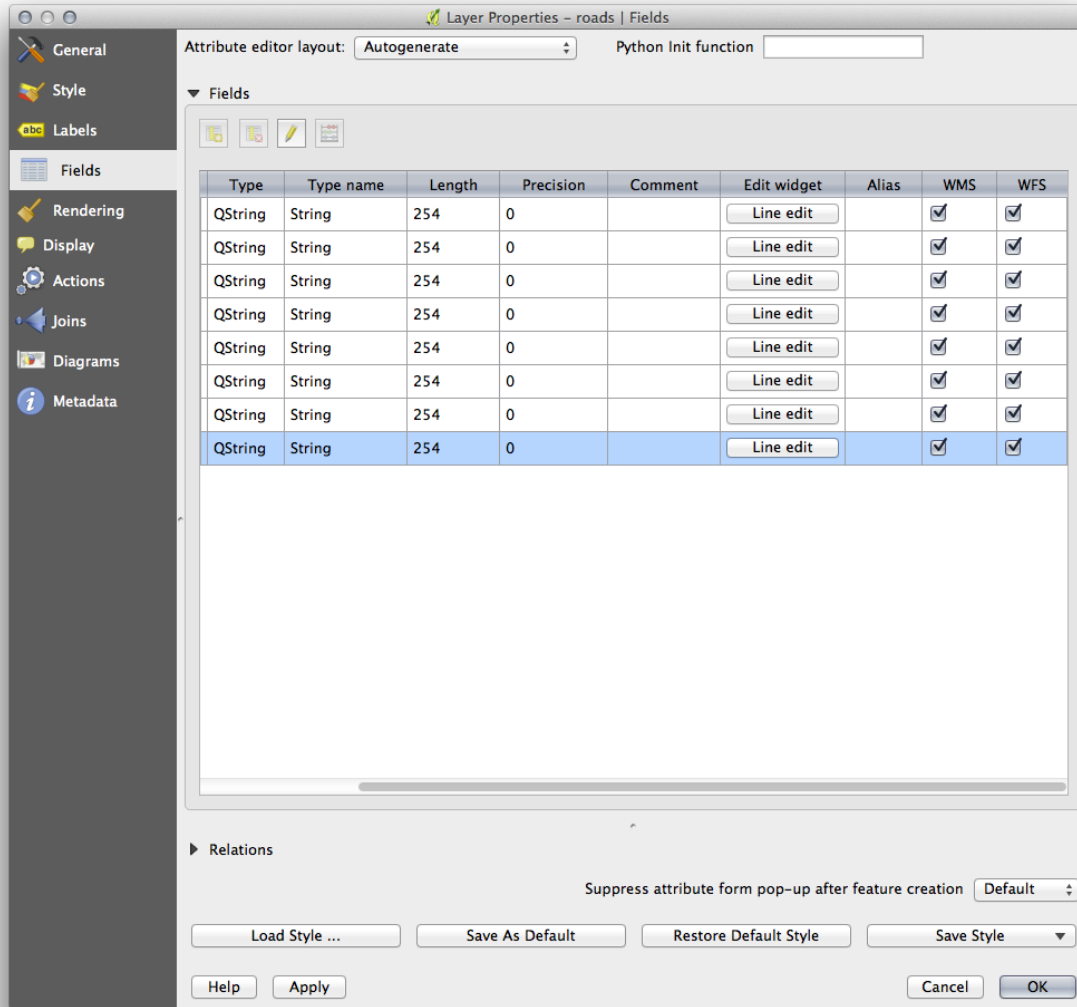 Layer Properties – roads | Fields
General
Style
abc Labels
Fields
Rendering
Display
Actions
Joins
Diagrams
i Metadata
Attribute editor layout: Autogenerate Python Init function
Fields
Type Type name Length Precision Comment Edit widget Alias WMS WFS
QString String 254 0 Line edit
QString String 254 0 Line edit
QString String 254 0 Line edit
QString String 254 0 Line edit
QString String 254 0 Line edit
QString String 254 0 Line edit
QString String 254 0 Line edit
QString String 254 0 Line edit
Relations
Suppress attribute form pop-up after feature creation Default
Load Style ... Save As Default Restore Default Style Save Style
Help Apply Cancel OK